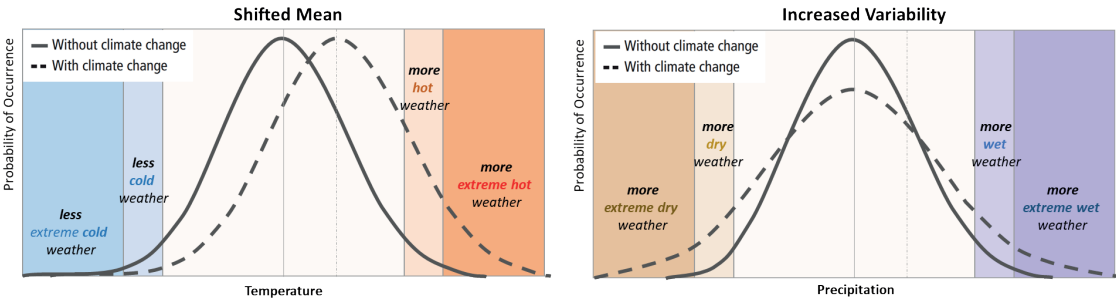 Shifted Mean
Probability of Occurrence
Without climate change
With climate change
less
extreme cold
weather
less
cold
weather
more
hot
weather
more
extreme hot
weather
Temperature
Increased Variability
Probability of Occurrence
Without climate change
With climate change
more
extreme dry
weather
more
dry
weather
more
wet
weather
more
extreme wet
weather
Precipitation